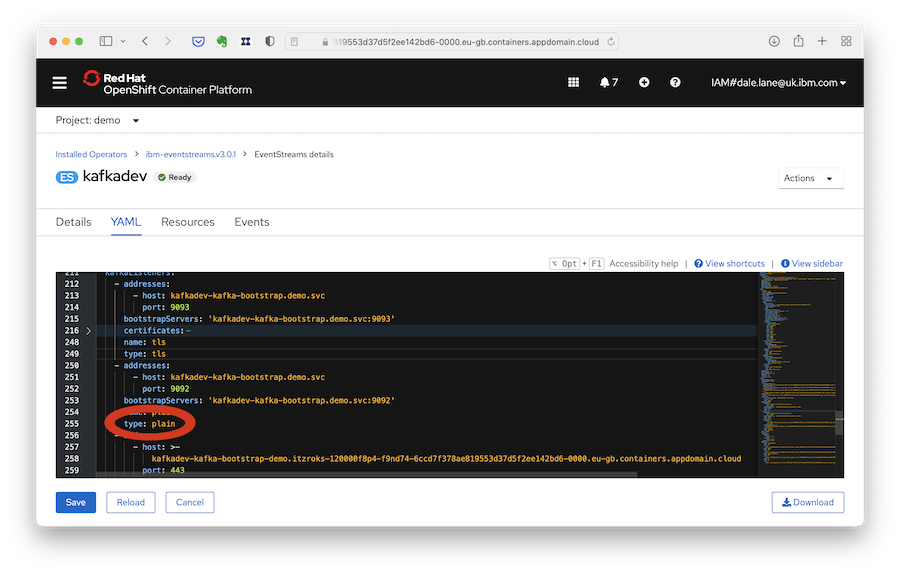 819553d37d5f2ee142bd6-0000.eu-gb.containers.appdomain.cloud
Red Hat
OpenShift Container Platform
7
IAM#dale.lane@uk.ibm.com
Project: demo
Installed Operators > ibm-eventstreams.v3.0.1 > EventStreams details
ES kafkadev Ready
Actions
Details YAML Resources Events
⌥ Opt + F1 Accessibility help | View shortcuts | View sidebar
211 kafkaListeners:
212 - addresses:
213 - host: kafkadev-kafka-bootstrap.demo.svc
214 port: 9093
215 bootstrapServers: 'kafkadev-kafka-bootstrap.demo.svc:9093'
216 certificates:
248 name: tls
249 type: tls
250 - addresses:
251 - host: kafkadev-kafka-bootstrap.demo.svc
252 port: 9092
253 bootstrapServers: 'kafkadev-kafka-bootstrap.demo.svc:9092'
254
255 type: plain
256 -
257 - host: >-
258 kafkadev-kafka-bootstrap-demo.itzroks-120000f8p4-f9nd74-6ccd7f378ae819553d37d5f2ee142bd6-0000.eu-gb.containers.appdomain.cloud
259 port: 443
Save Reload Cancel
Download